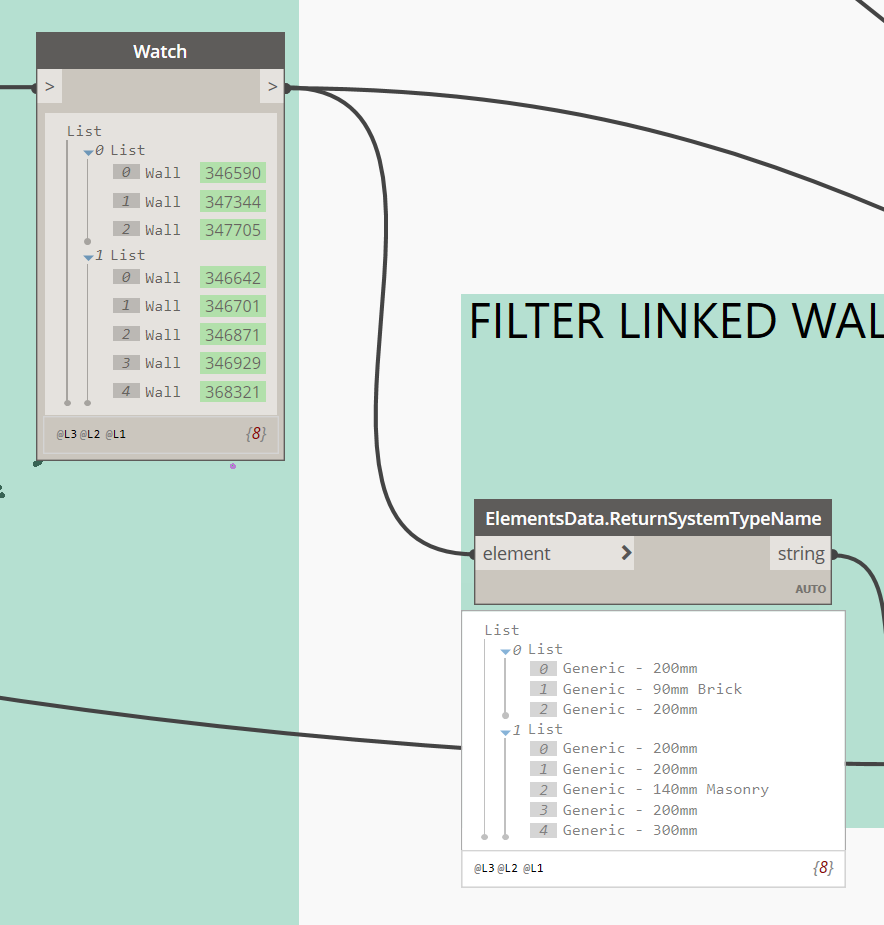 Watch
> >
List
0 List
0 Wall 346590
1 Wall 347344
2 Wall 347705
1 List
0 Wall 346642
1 Wall 346701
2 Wall 346871
3 Wall 346929
4 Wall 368321
@L3 @L2 @L1 {8}
FILTER LINKED WAL
ElementsData.ReturnSystemTypeName
element > string
AUTO
List
0 List
0 Generic - 200mm
1 Generic - 90mm Brick
2 Generic - 200mm
1 List
0 Generic - 200mm
1 Generic - 200mm
2 Generic - 140mm Masonry
3 Generic - 200mm
4 Generic - 300mm
@L3 @L2 @L1 {8}